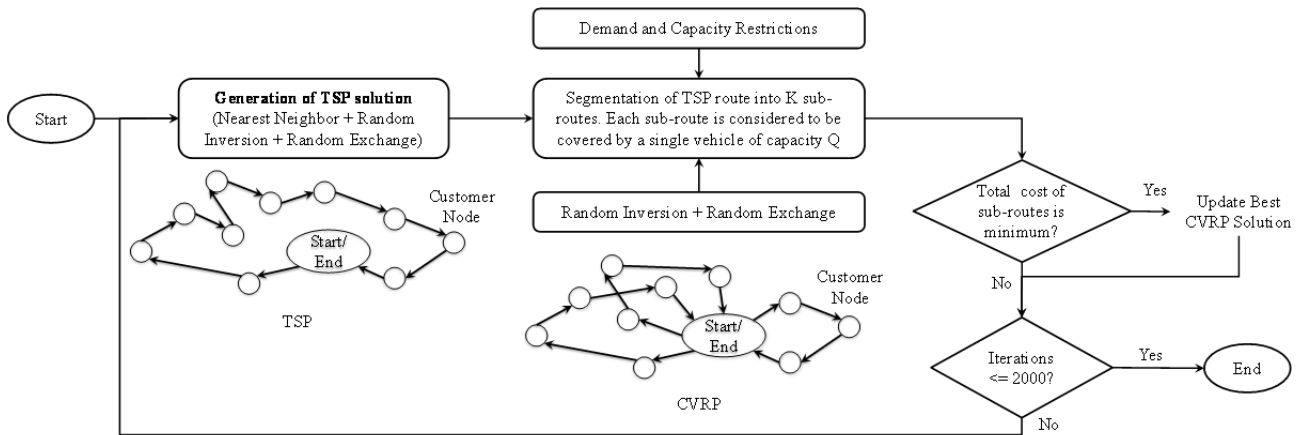 Start
Generation of TSP solution
(Nearest Neighbor + Random
Inversion + Random Exchange)
Demand and Capacity Restrictions
Segmentation of TSP route into K sub-
routes. Each sub-route is considered to be
covered by a single vehicle of capacity Q
Random Inversion + Random Exchange
Customer
Node
Start/
End
TSP
Customer
Node
Start/
End
CVRP
Total cost of
sub-routes is
minimum?
Yes
Update Best
CVRP Solution
No
Iterations
<= 2000?
Yes
End
No